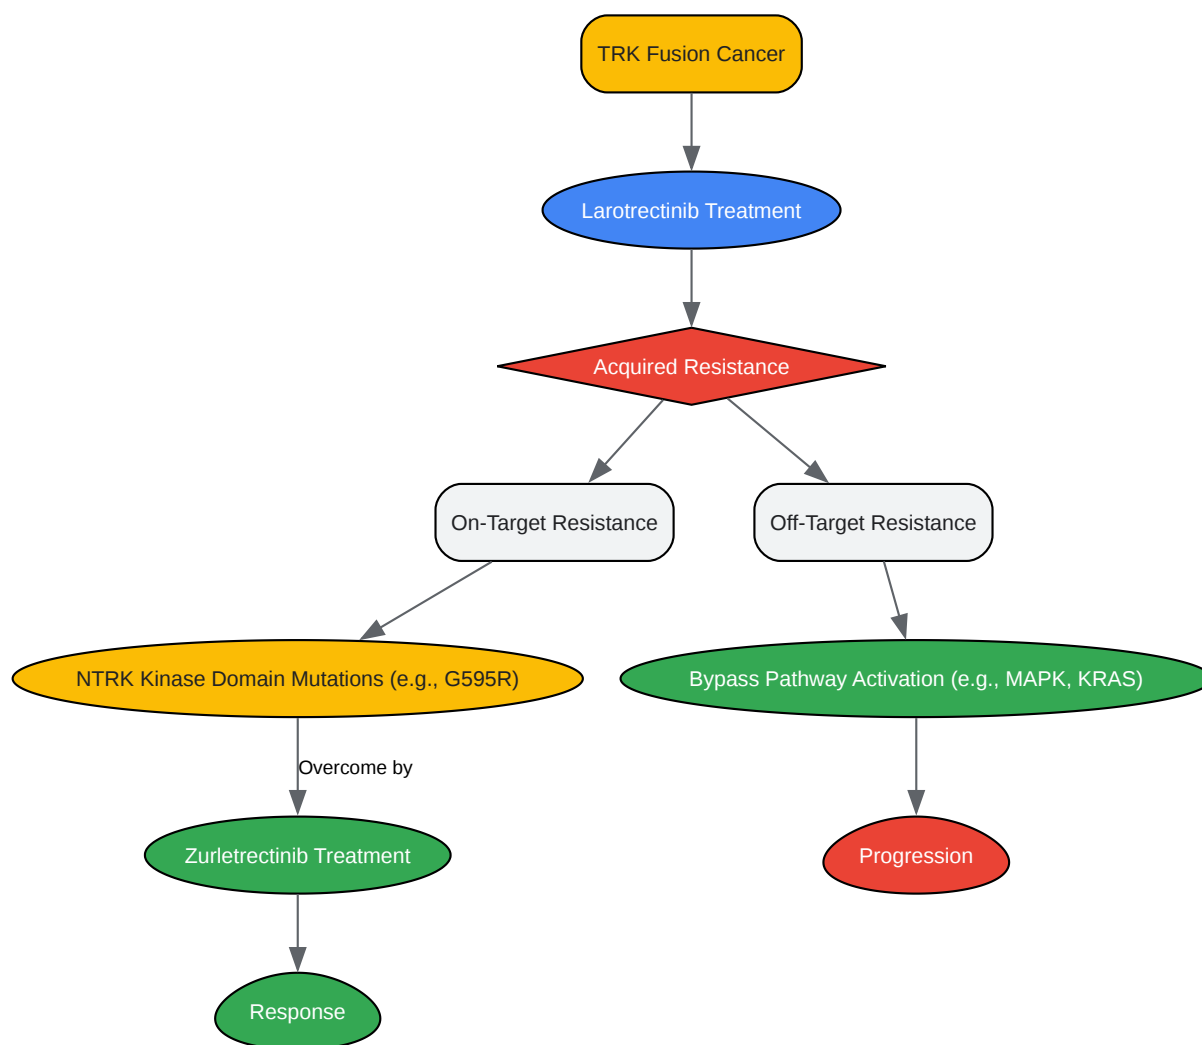 TRK Fusion Cancer
Larotrectinib Treatment
Acquired Resistance
On-Target Resistance
Off-Target Resistance
NTRK Kinase Domain Mutations (e.g., G595R)
Bypass Pathway Activation (e.g., MAPK, KRAS)
Overcome by
Zurletrectinib Treatment
Progression
Response